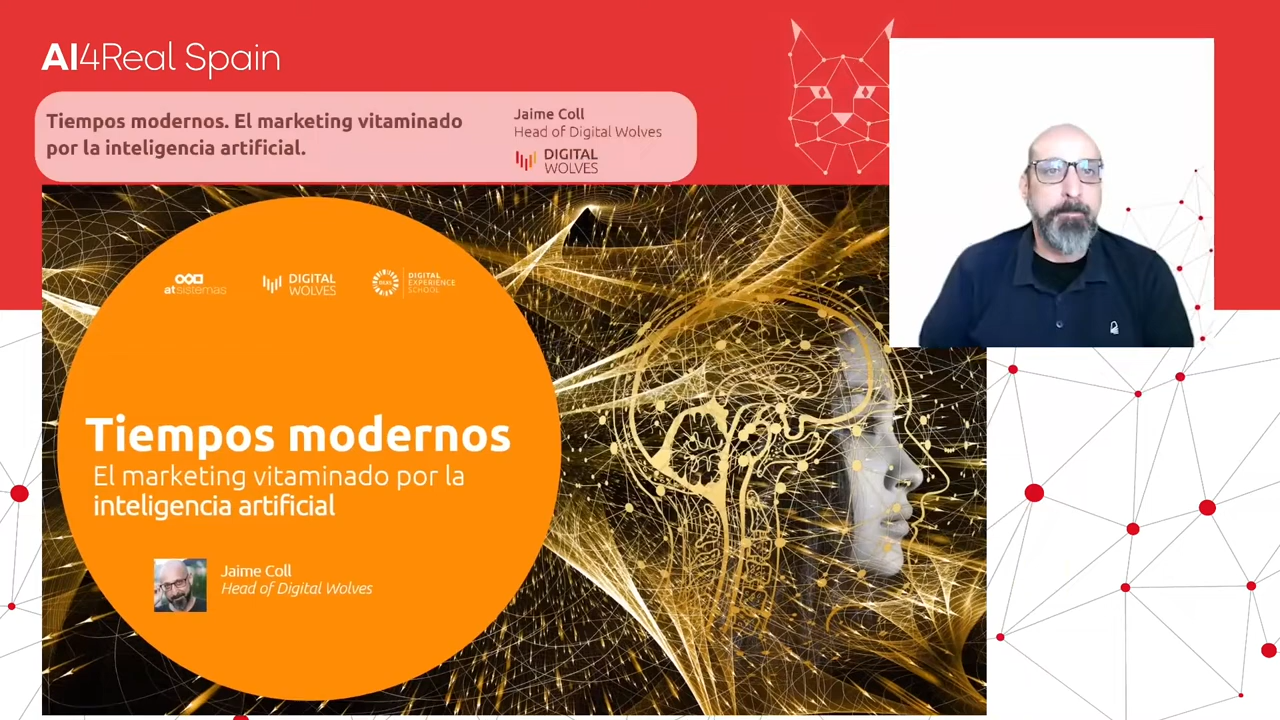 AI4Real Spain
Tiempos modernos. El marketing vitaminado
por la inteligencia artificial.
Jaime Coll
Head of Digital Wolves
DIGITAL
WOLVES
atsistemas
DIGITAL
WOLVES
DIGITAL
EXPERIENCE
SCHOOL
Tiempos modernos
El marketing vitaminado por la
inteligencia artificial
Jaime Coll
Head of Digital Wolves